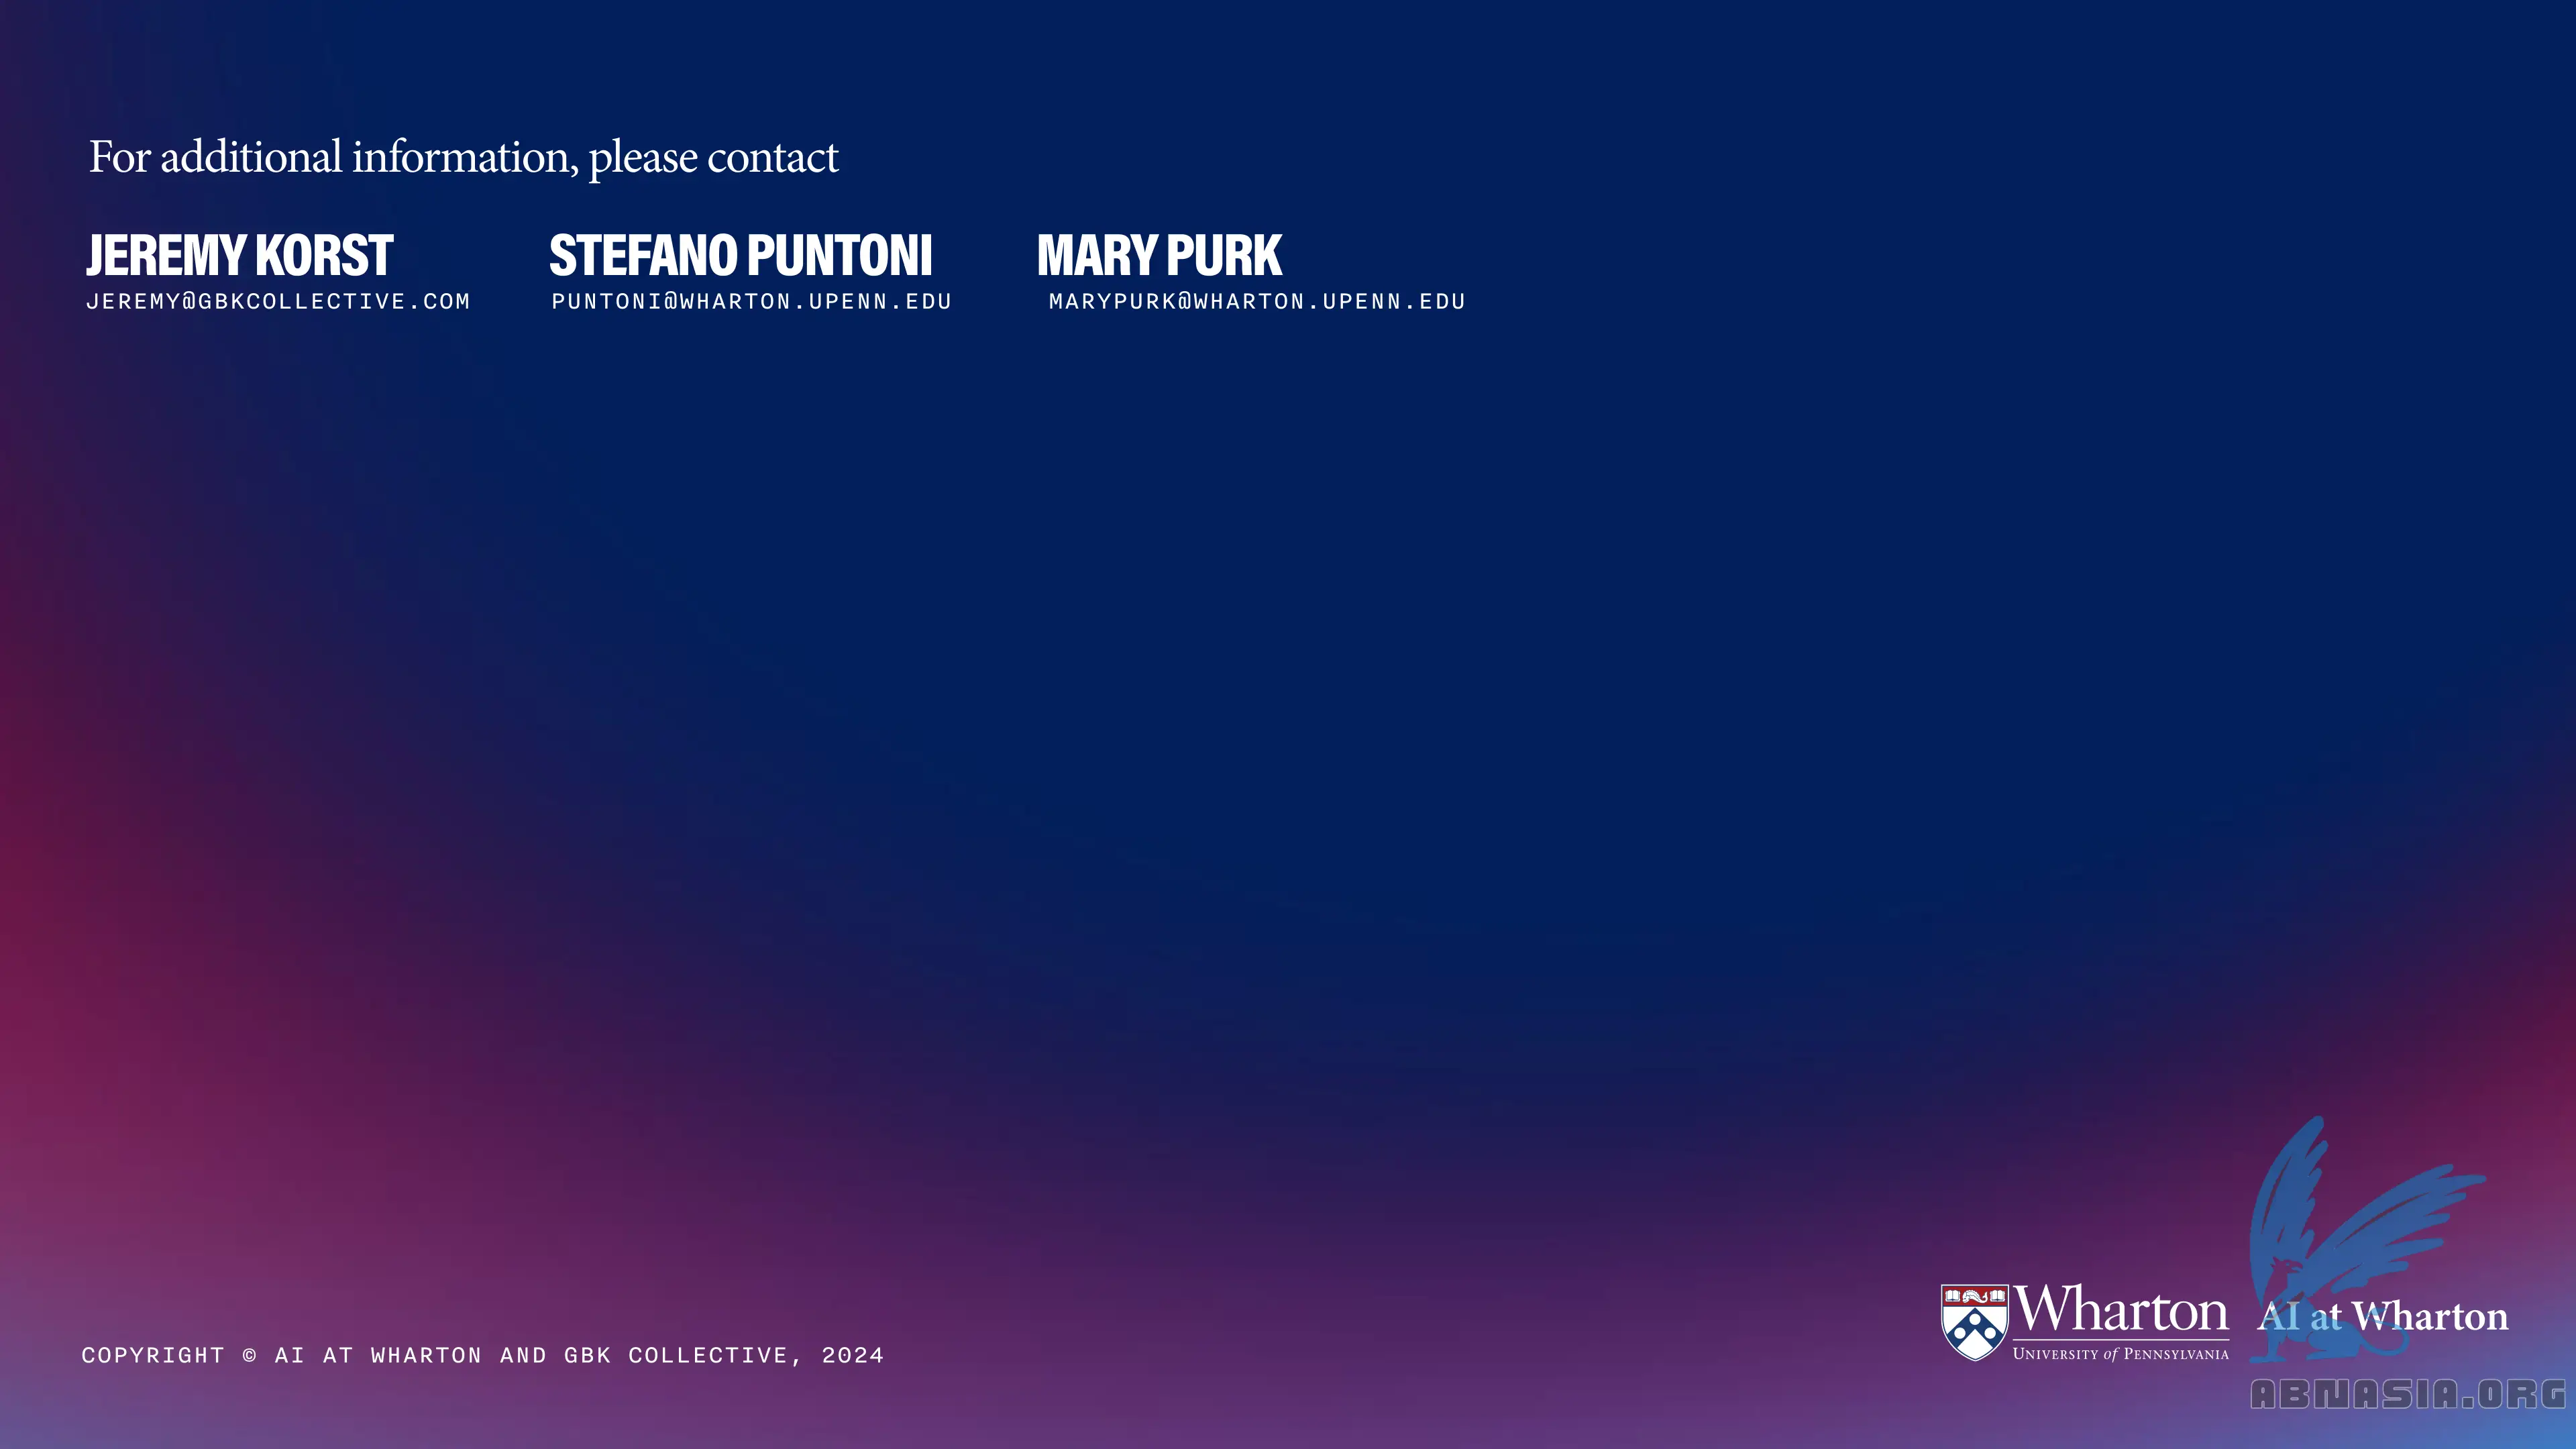 For additional information, please contact
JEREMY KORST
JEREMY@GBKCOLLECTIVE.COM
STEFANO PUNTONI
PUNTONI@WHARTON.UPENN.EDU
MARY PURK
MARYPURK@WHARTON.UPENN.EDU
COPYRIGHT © AI AT WHARTON AND GBK COLLECTIVE, 2024
Wharton
UNIVERSITY of PENNSYLVANIA
AI at Wharton
ABNASIA.ORG